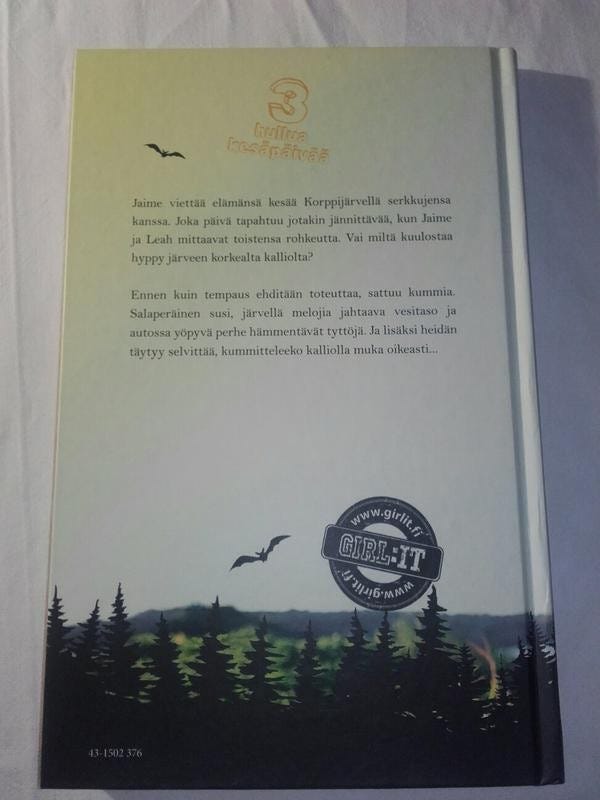 3
hullua
kesäpäivää
Jaime viettää elämänsä kesää Korppijärvellä serkkujensa
kanssa. Joka päivä tapahtuu jotakin jännittävää, kun Jaime
ja Leah mittaavat toistensa rohkeutta. Vai miltä kuulostaa
hyppy järveen korkealta kalliolta?
Ennen kuin tempaus ehditään toteuttaa, sattuu kummia.
Salaperäinen susi, järvellä melojia jahtaava vesitaso ja
autossa yöpyvä perhe hämmentävät tyttöjä. Ja lisäksi heidän
täytyy selvittää, kummitteleeko kalliolla muka oikeasti...
www.girlit.fi
GIRL:IT
www.girlit.fi
43-1502 376